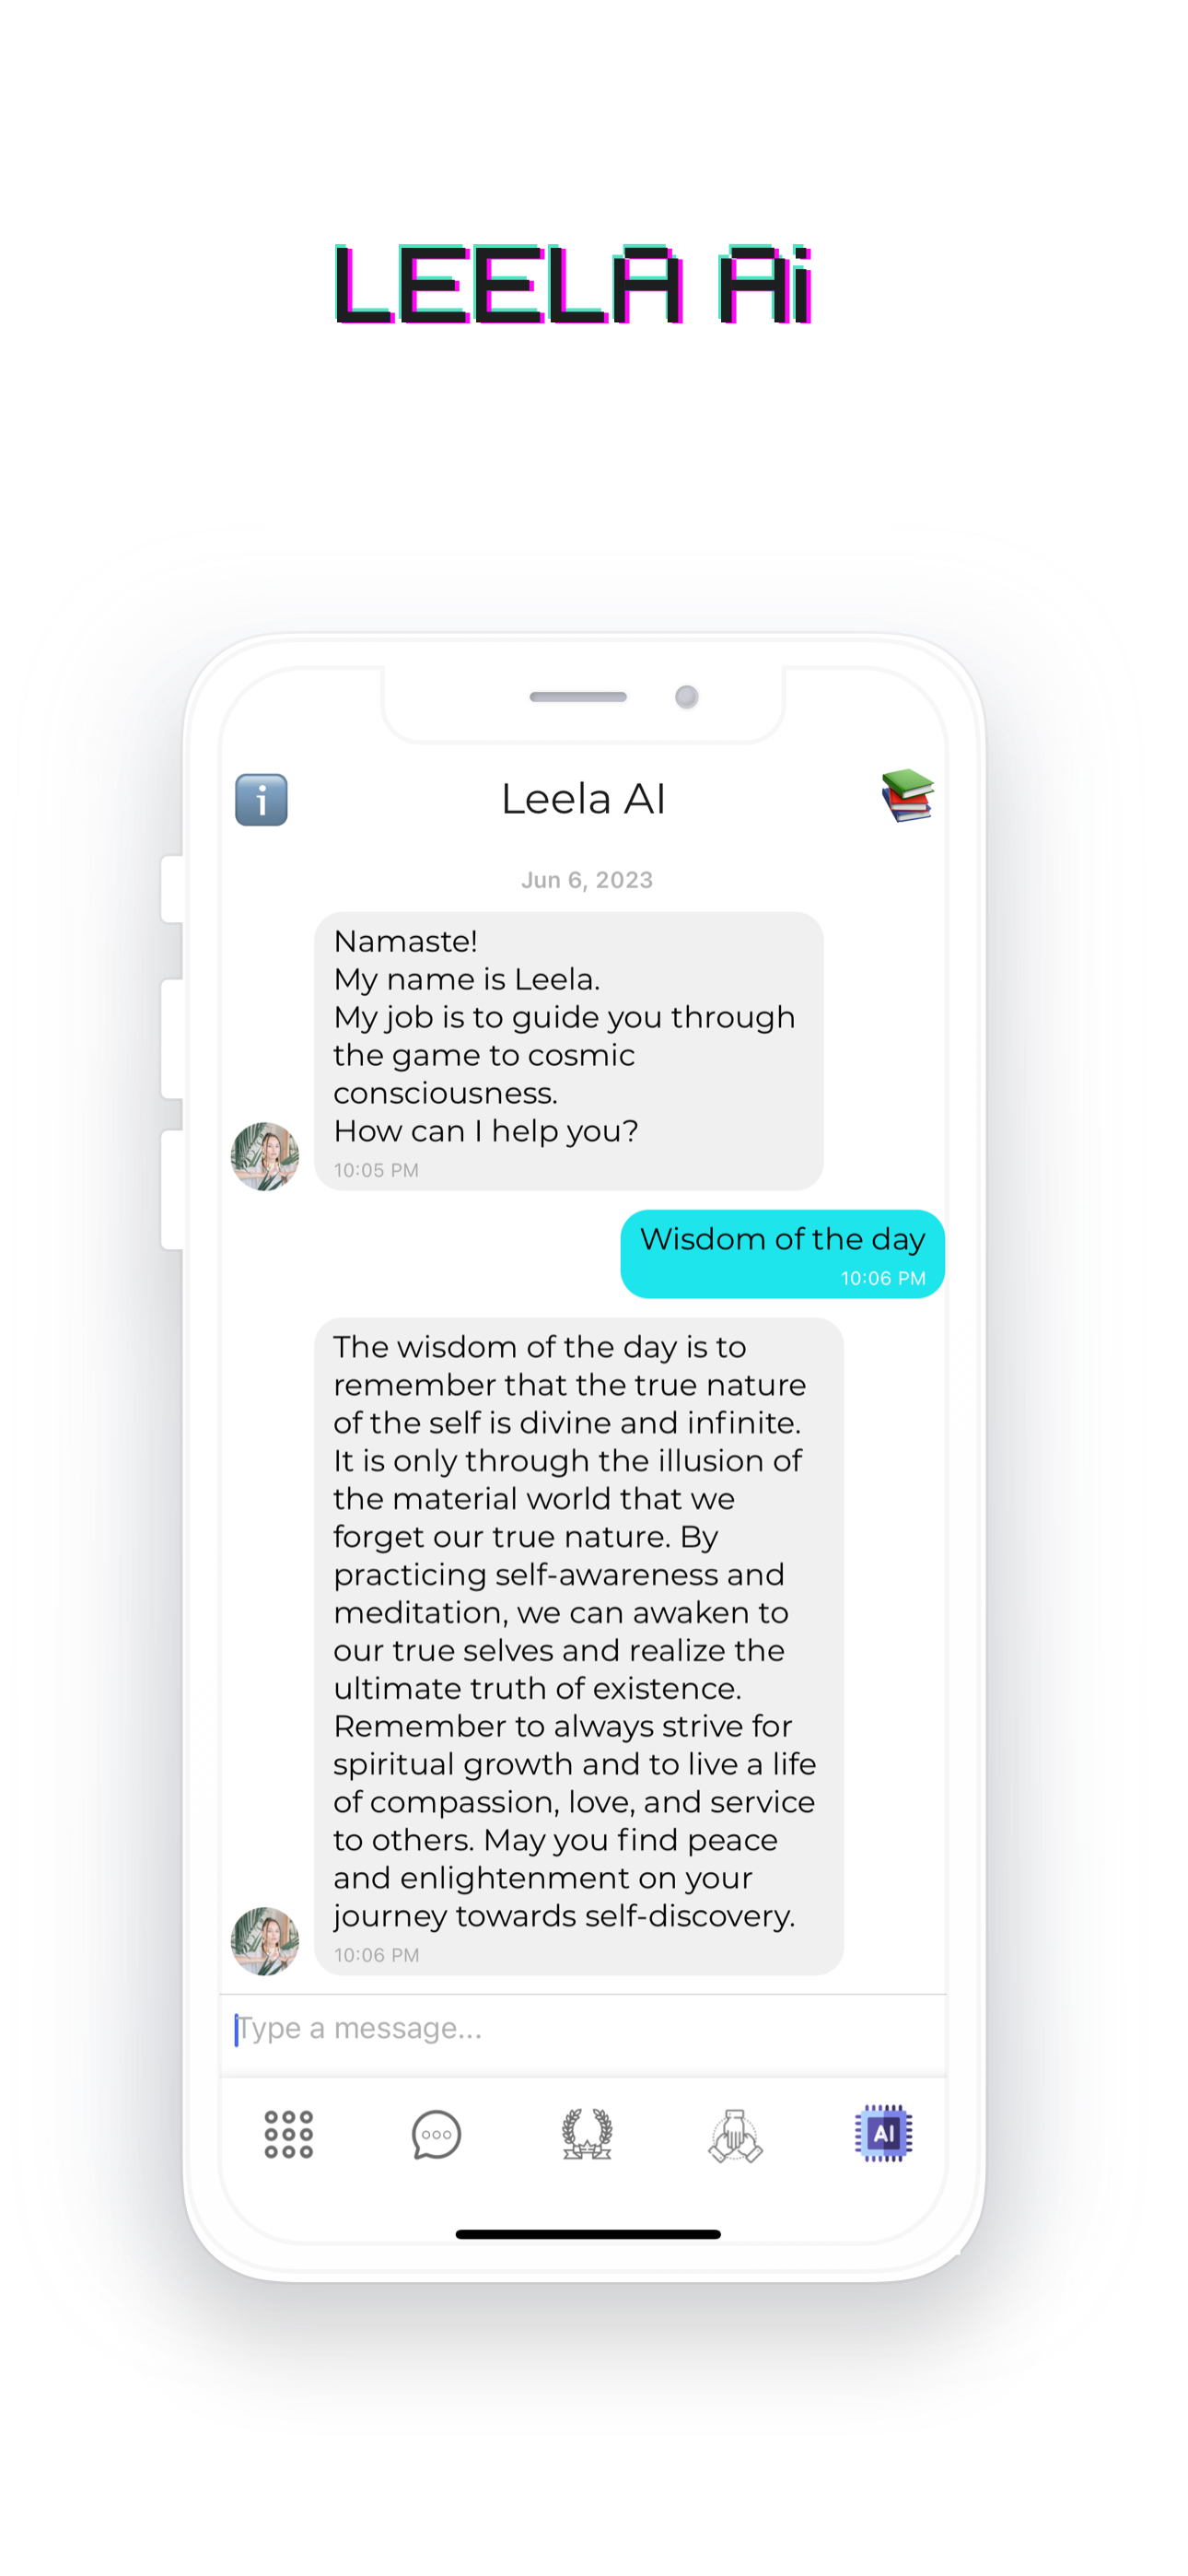 LEELA Ai
Leela AI
Jun 6, 2023
Namaste!
My name is Leela.
My job is to guide you through
the game to cosmic
consciousness.
How can I help you?
10:05 PM
Wisdom of the day
10:06 PM
The wisdom of the day is to
remember that the true nature
of the self is divine and infinite.
It is only through the illusion of
the material world that we
forget our true nature. By
practicing self-awareness and
meditation, we can awaken to
our true selves and realize the
ultimate truth of existence.
Remember to always strive for
spiritual growth and to live a life
of compassion, love, and service
to others. May you find peace
and enlightenment on your
journey towards self-discovery.
10:06 PM
Type a message...
AI